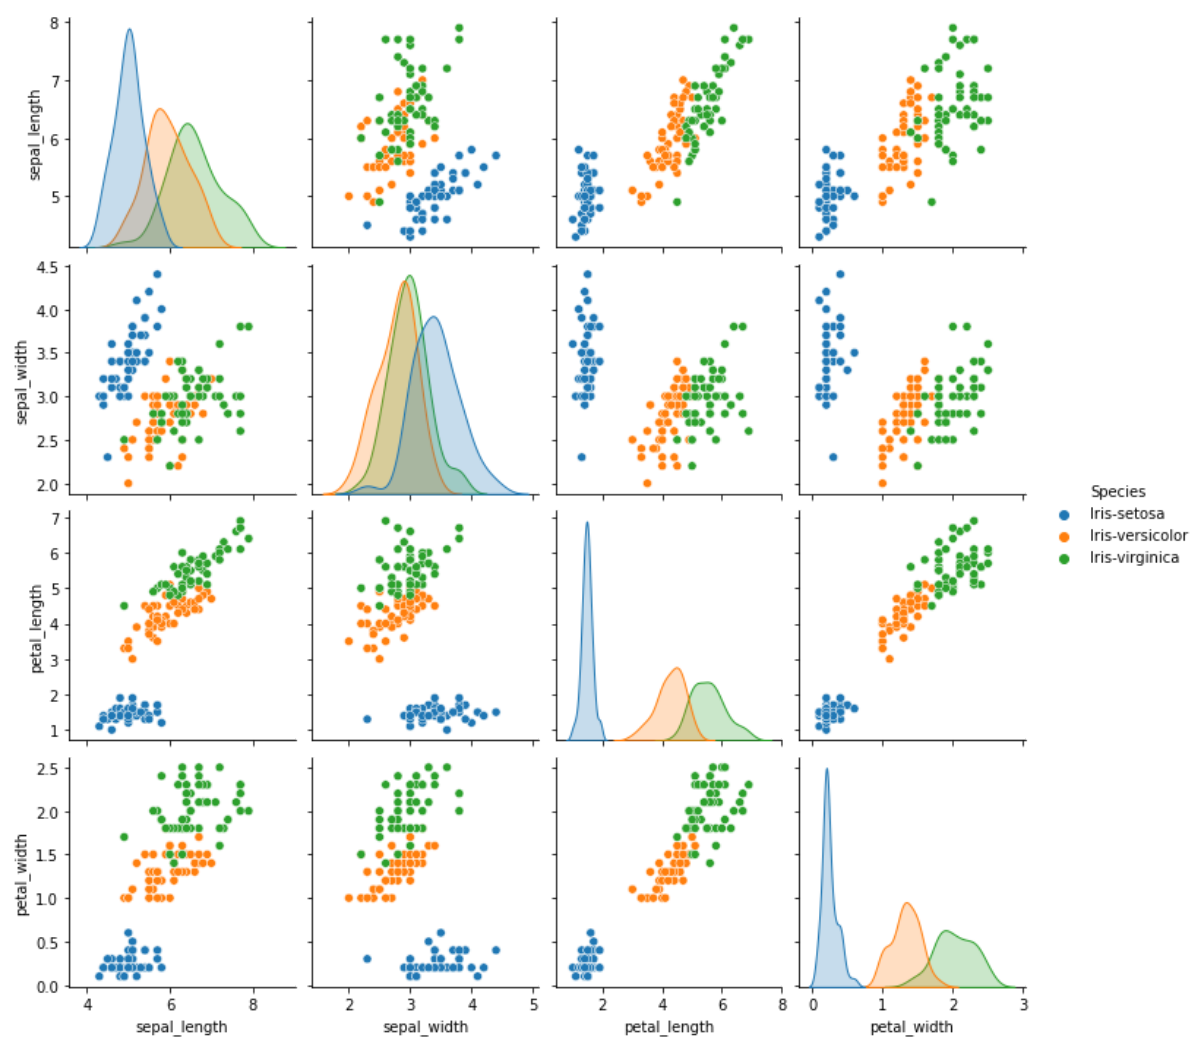 8
7
6
5
sepal_length
4.5
4.0
3.5
3.0
2.5
2.0
sepal_width
Species
Iris-setosa
Iris-versicolor
Iris-virginica
7
6
5
4
3
2
1
petal_length
2.5
2.0
1.5
1.0
0.5
0.0
petal_width
4 6 8
sepal_length
2 3 4 5
sepal_width
2 4 6 8
petal_length
0 1 2 3
petal_width